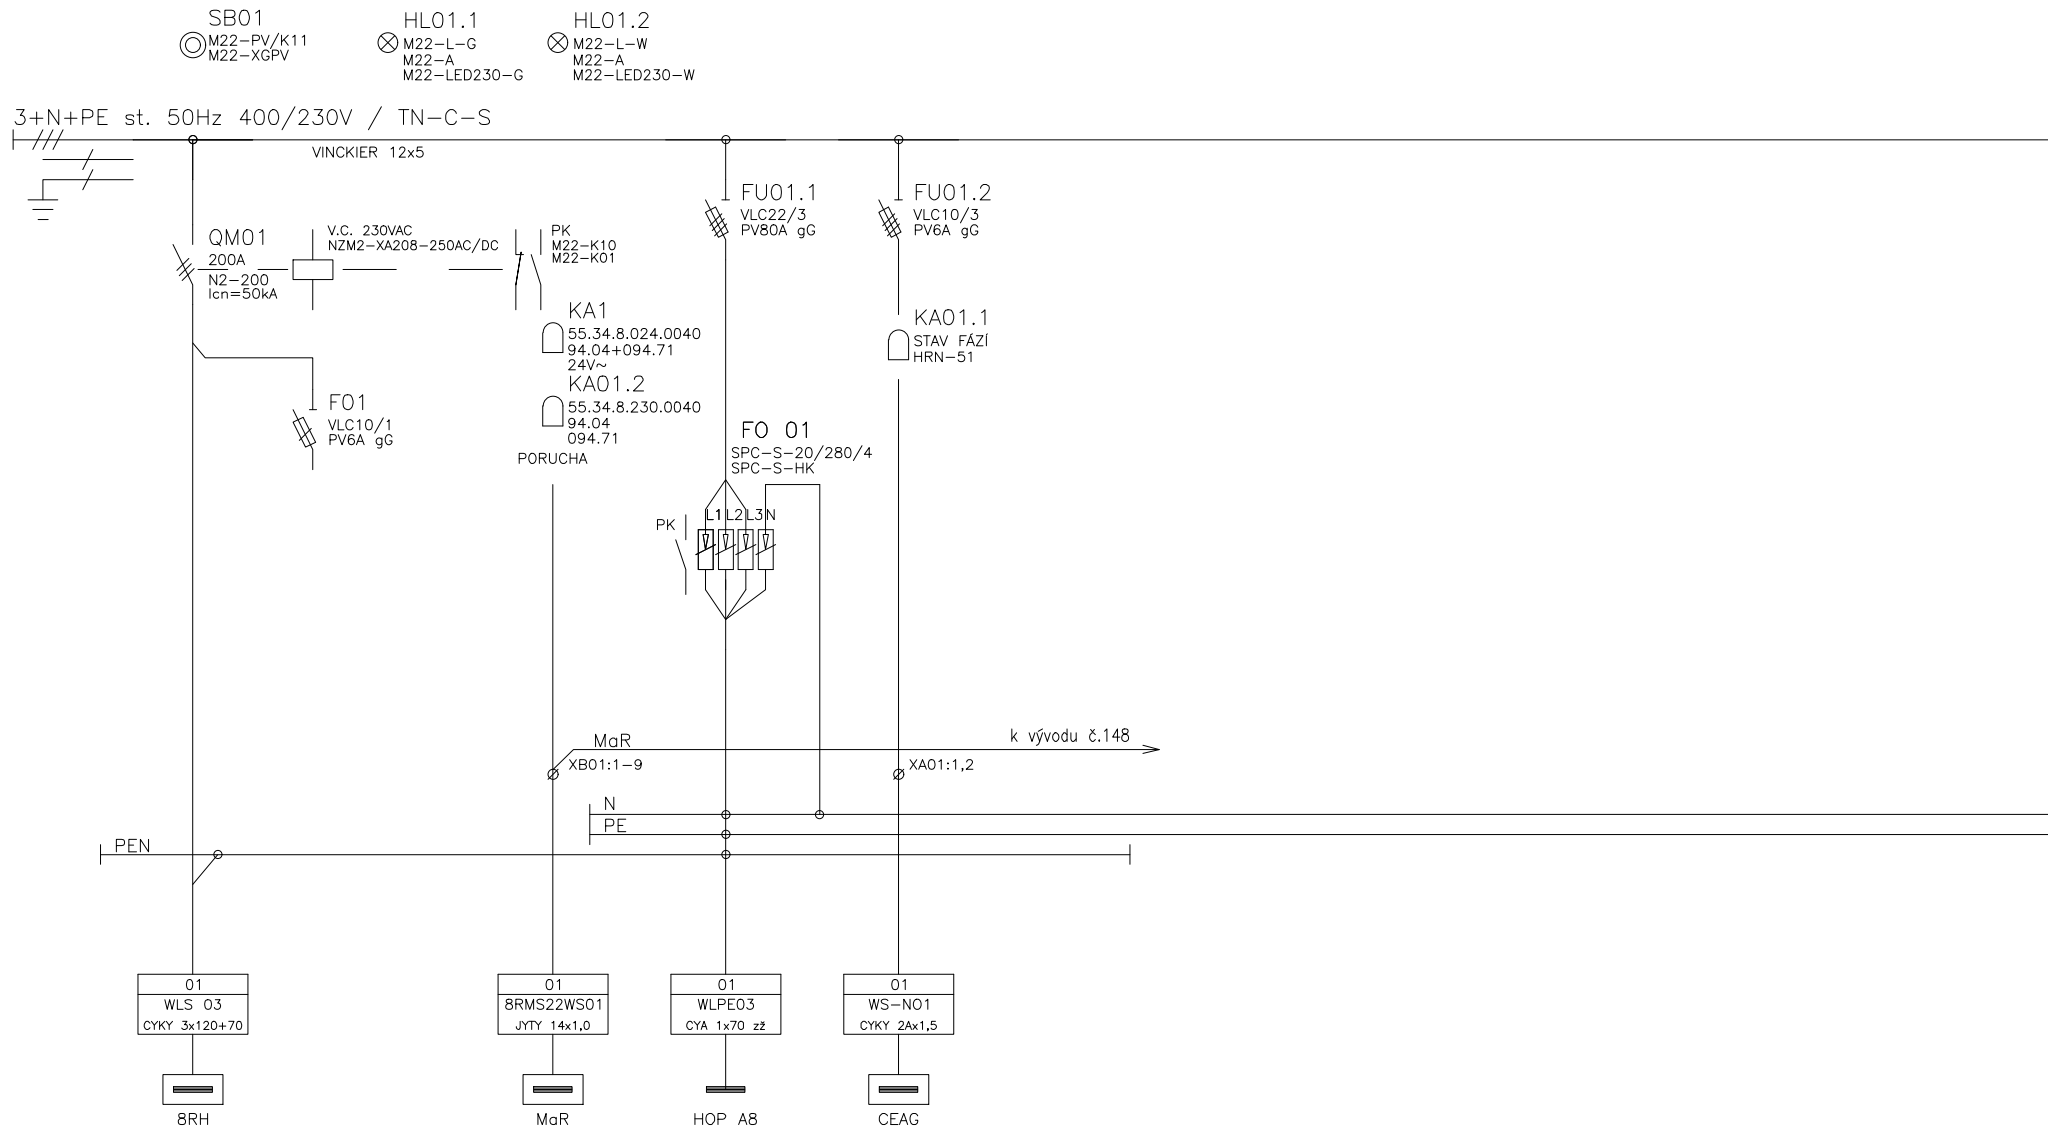 SB01
M22-PV/K11
M22-XGPV
HL01.1
M22-L-G
M22-A
M22-LED230-G
HL01.2
M22-L-W
M22-A
M22-LED230-W
3+N+PE st. 50Hz 400/230V / TN-C-S
VINCKIER 12x5
QM01
200A
N2-200
Icn=50kA
V.C. 230VAC
NZM2-XA208-250AC/DC
PK
M22-K10
M22-K01
FU01.1
VLC22/3
PV80A gG
FU01.2
VLC10/3
PV6A gG
KA1
55.34.8.024.0040
94.04+094.71
24V~
KA01.2
55.34.8.230.0040
94.04
094.71
PORUCHA
KA01.1
STAV FÁZÍ
HRN-51
F01
VLC10/1
PV6A gG
FO 01
SPC-S-20/280/4
SPC-S-HK
PK
L1 L2 L3 N
MaR
k vývodu č.148
XB01:1-9
XA01:1,2
N
PE
PEN
01
WLS 03
CYKY 3x120+70
8RH
01
8RMS22WS01
JYTY 14x1,0
MaR
01
WLPE03
CYA 1x70 zž
HOP A8
01
WS-N01
CYKY 2Ax1,5
CEAG